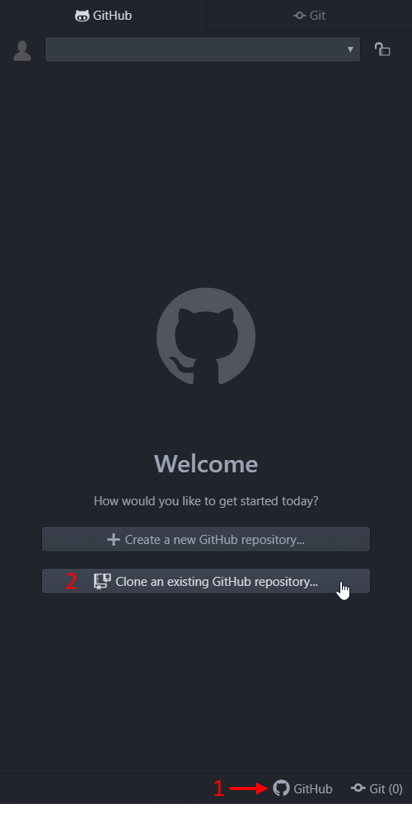 GitHub
Git
Welcome
How would you like to get started today?
Create a new GitHub repository...
2 Clone an existing GitHub repository...
1 GitHub Git (0)